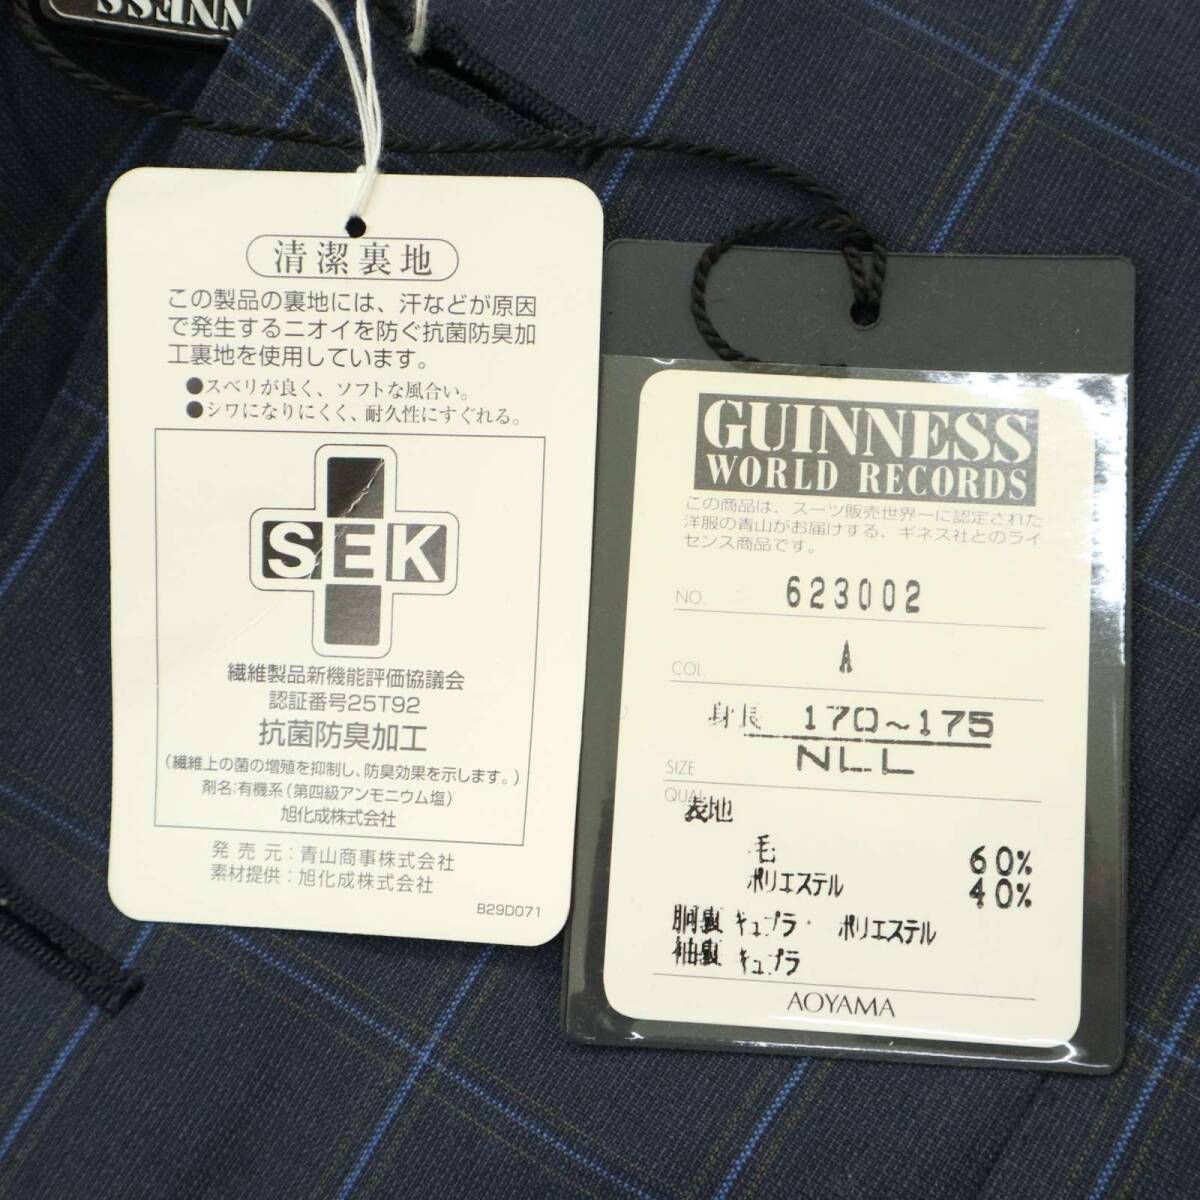 清潔裏地
この製品の裏地には、汗などが原因
で発生するニオイを防ぐ抗菌防臭加
工裏地を使用しています。
●スベリが良く、ソフトな風合い。
●シワになりにくく、耐久性にすぐれる。
SEK
繊維製品新機能評価協議会
認証番号25T92
抗菌防臭加工
(繊維上の菌の増殖を抑制し、防臭効果を示します。)
剤名:有機系(第四級アンモニウム塩)
旭化成株式会社
発売元:青山商事株式会社
素材提供:旭化成株式会社
B29D071
GUINNESS
WORLD RECORDS
この商品は、スーツ販売世界一に認定された
洋服の青山がお届けする、ギネス社とのライ
センス商品です。
NO. 623002
COL. A
身長 170~175
SIZE NLL
QUAL
表地
毛 60%
ポリエステル 40%
胴裏 キュプラ・ポリエステル
袖裏 キュプラ
AOYAMA